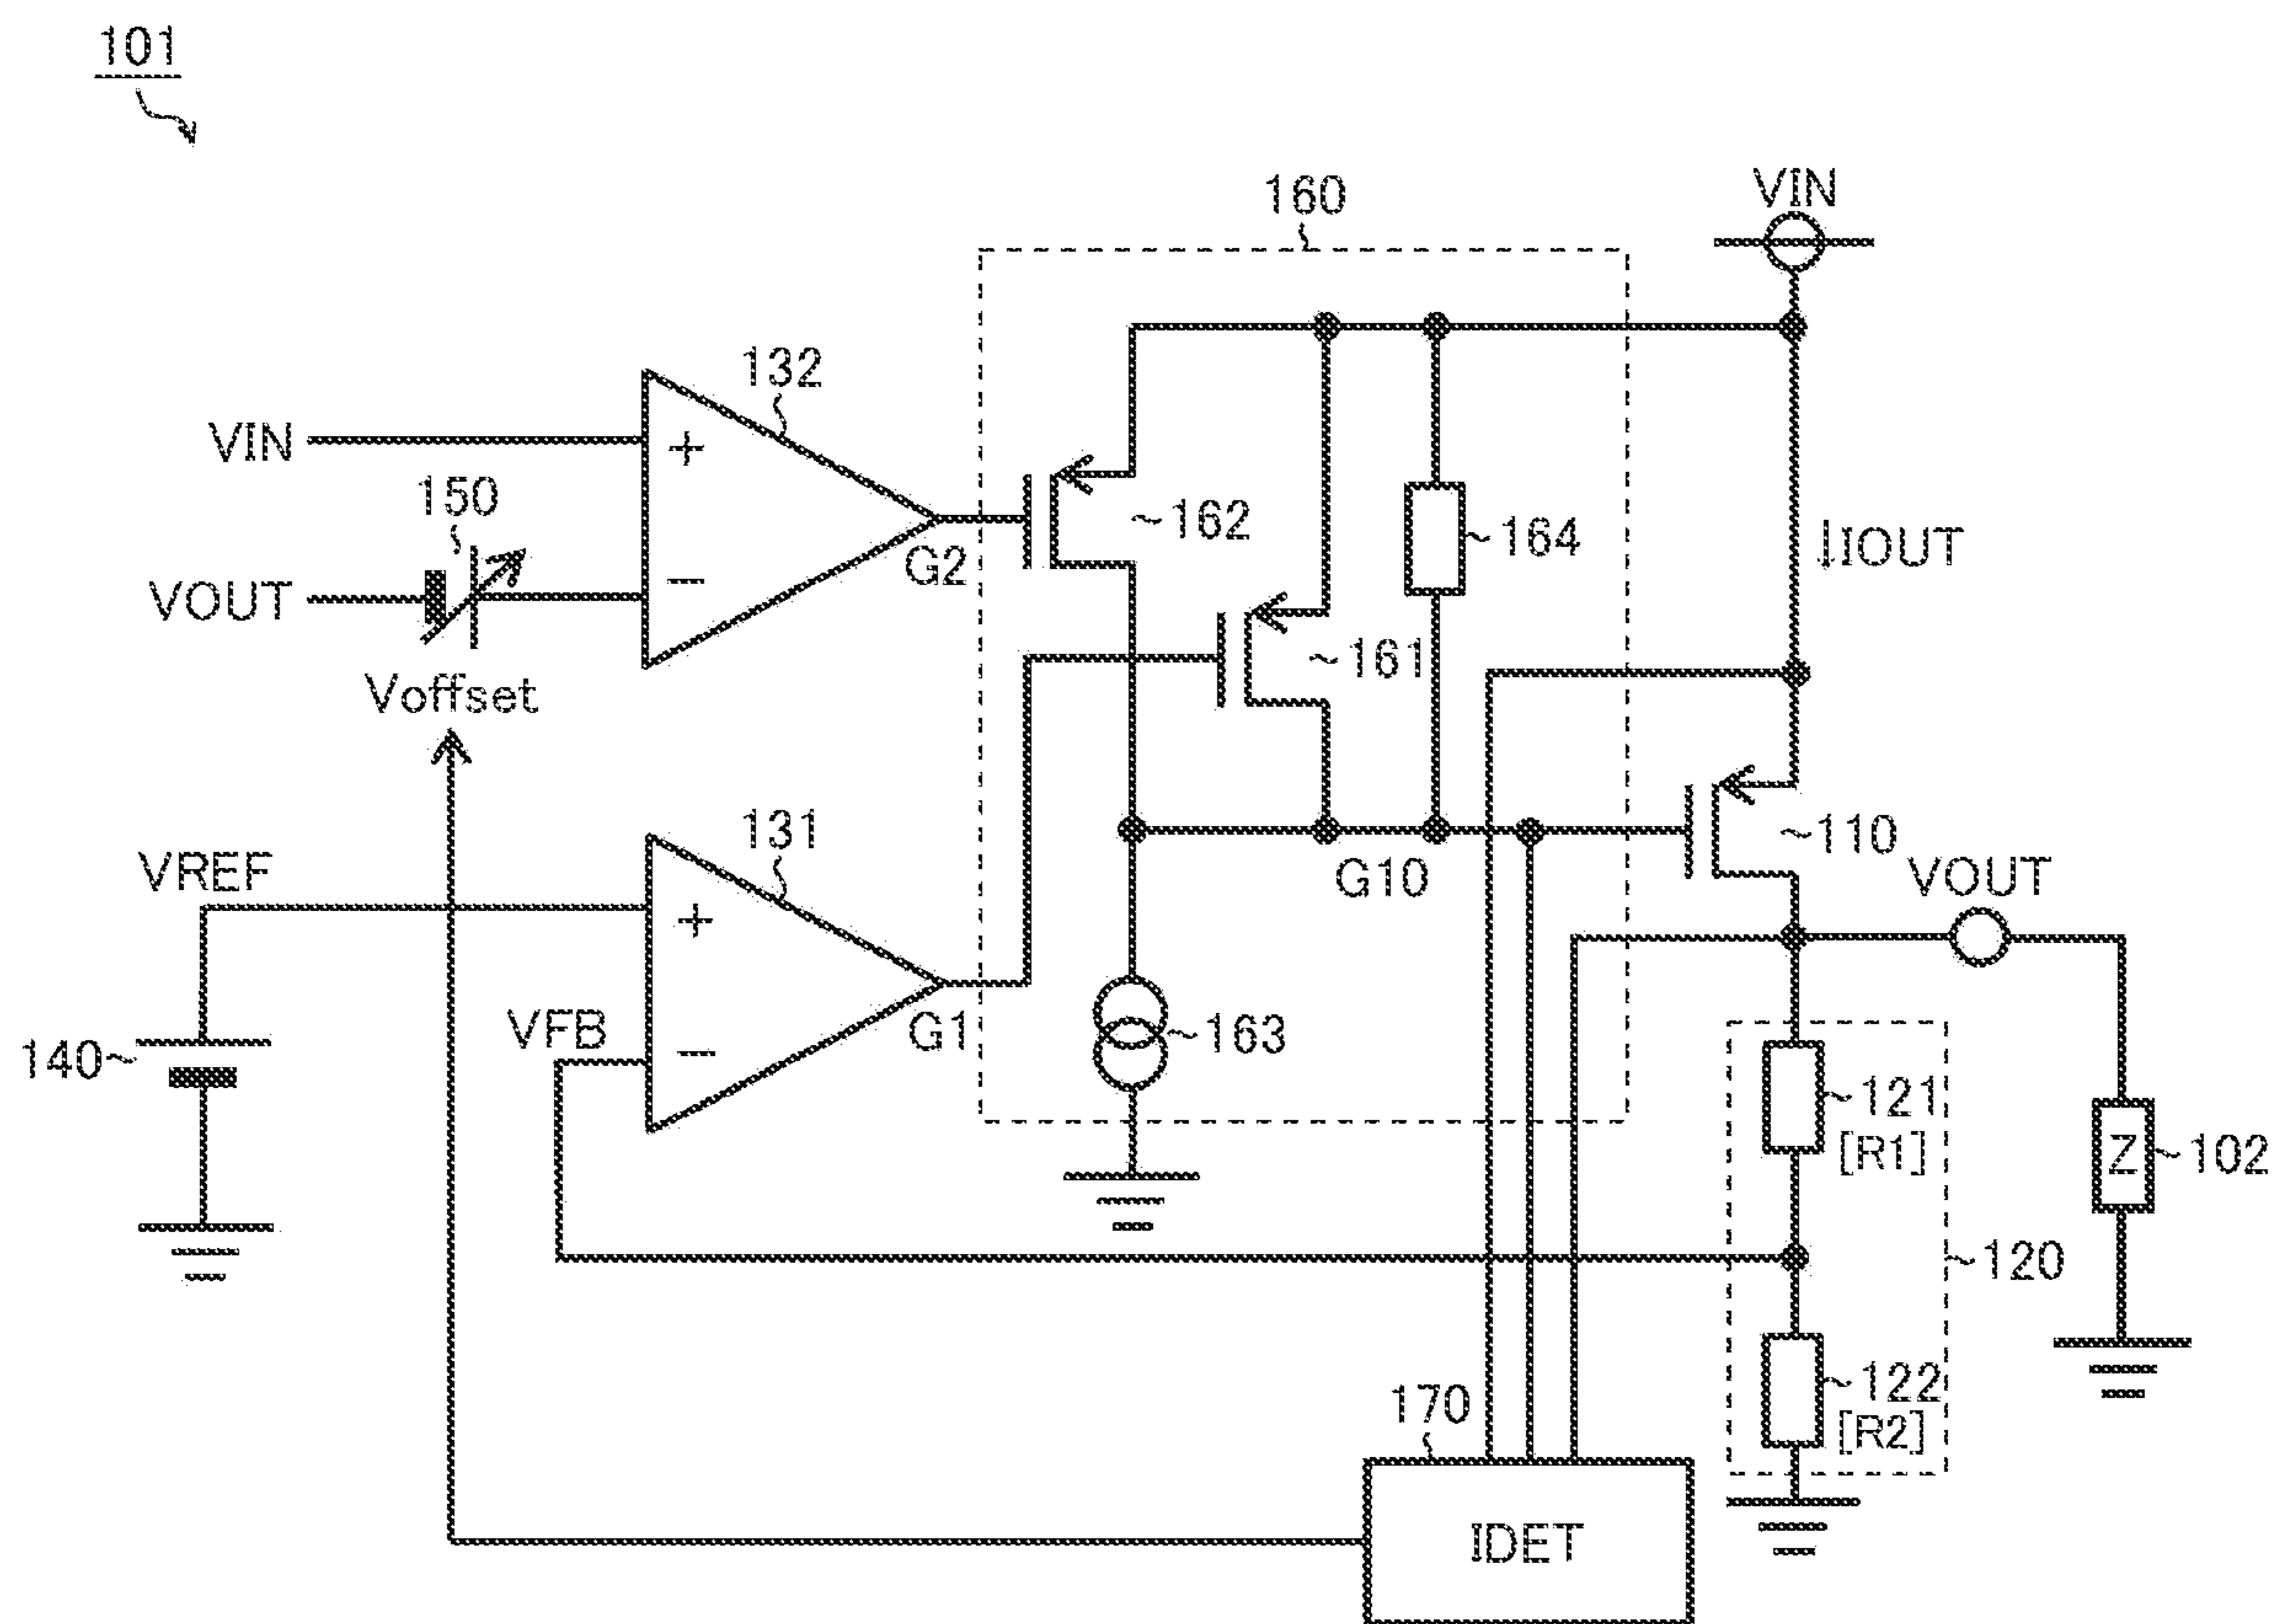 101
160
VIN
132
VIN
+
162
164
↓IOUT
150
G2
VOUT
−
161
Voffset
131
110
VREF
G10
VOUT
+
163
VFB
G1
140
−
121
[R1]
Z
102
120
122
[R2]
170
IDET